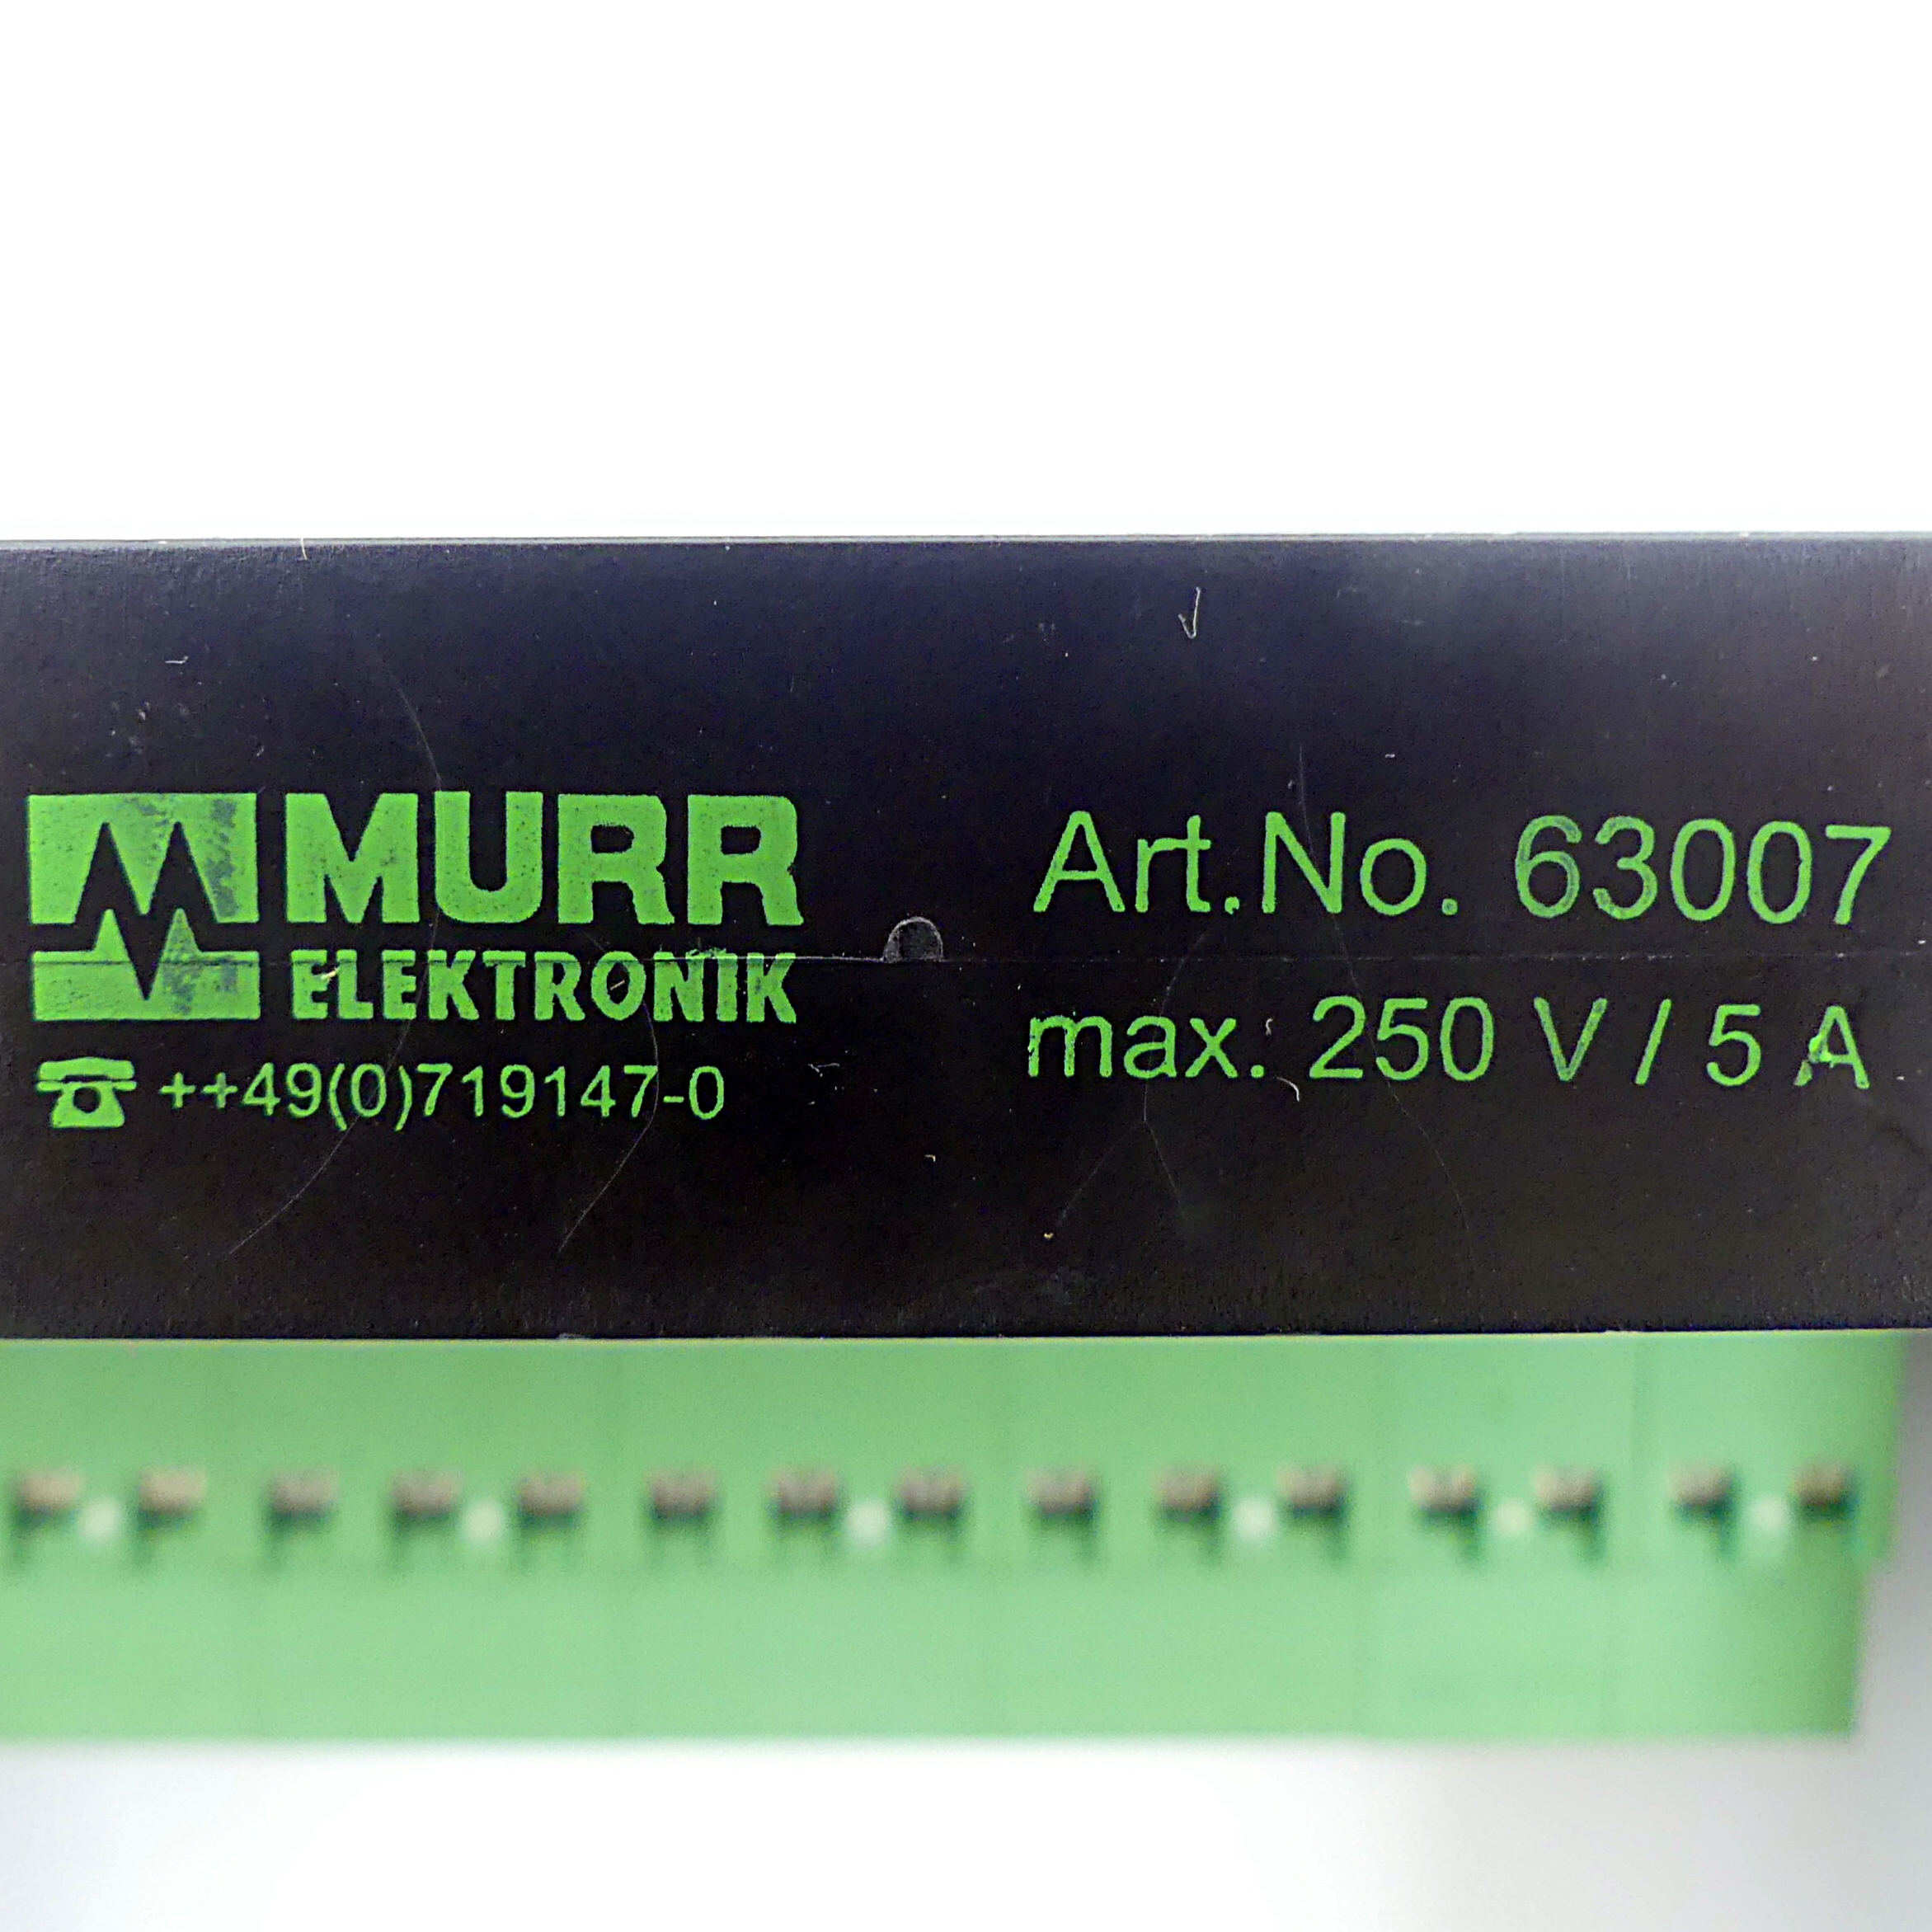 MURR
ELEKTRONIK
++49(0)719147-0
Art.No. 63007
max. 250 V / 5 A